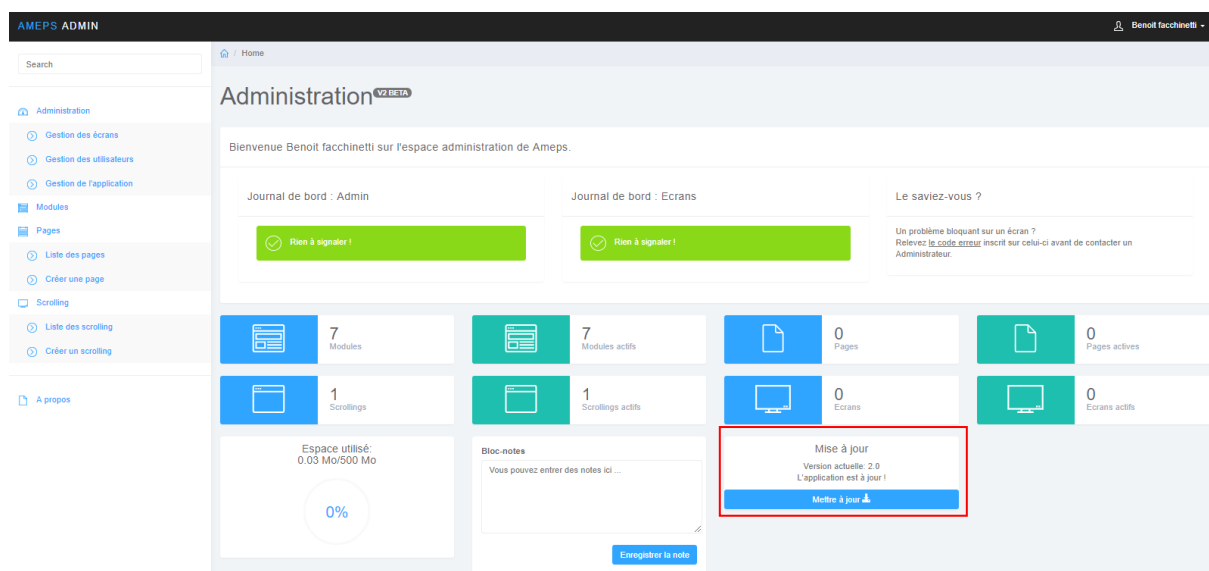 AMEPS ADMIN
Benoit facchinetti
Search
Home
Administration V2 BETA
Administration
Gestion des écrans
Gestion des utilisateurs
Gestion de l'application
Modules
Pages
Liste des pages
Créer une page
Scrolling
Liste des scrolling
Créer un scrolling
A propos
Bienvenue Benoit facchinetti sur l'espace administration de Ameps.
Journal de bord : Admin
Rien à signaler !
Journal de bord : Ecrans
Rien à signaler !
Le saviez-vous ?
Un problème bloquant sur un écran ?
Relevez le code erreur inscrit sur celui-ci avant de contacter un
Administrateur.
7
Modules
7
Modules actifs
0
Pages
0
Pages actives
1
Scrollings
1
Scrollings actifs
0
Ecrans
0
Ecrans actifs
Espace utilisé:
0.03 Mo/500 Mo
0%
Bloc-notes
Vous pouvez entrer des notes ici ...
Enregistrer la note
Mise à jour
Version actuelle: 2.0
L'application est à jour !
Mettre à jour